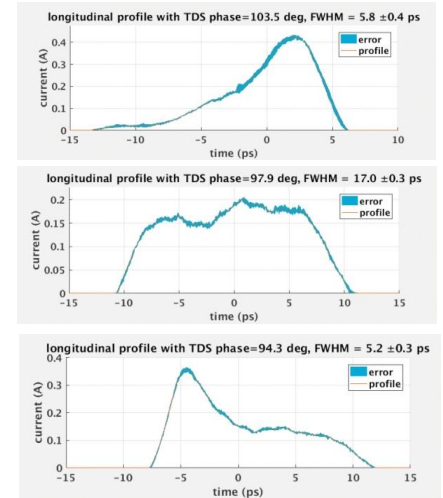 longitudinal profile with TDS phase=103.5 deg, FWHM = 5.8 ±0.4 ps
0.4
0.3
0.2
0.1
0
current (A)
error
profile
-15 -10 -5 0 5 10
time (ps)
longitudinal profile with TDS phase=97.9 deg, FWHM = 17.0 ±0.3 ps
0.2
0.15
0.1
0.05
0
current (A)
error
profile
-15 -10 -5 0 5 10 15
time (ps)
longitudinal profile with TDS phase=94.3 deg, FWHM = 5.2 ±0.3 ps
0.4
0.3
0.2
0.1
0
current (A)
error
profile
-15 -10 -5 0 5 10 15
time (ps)